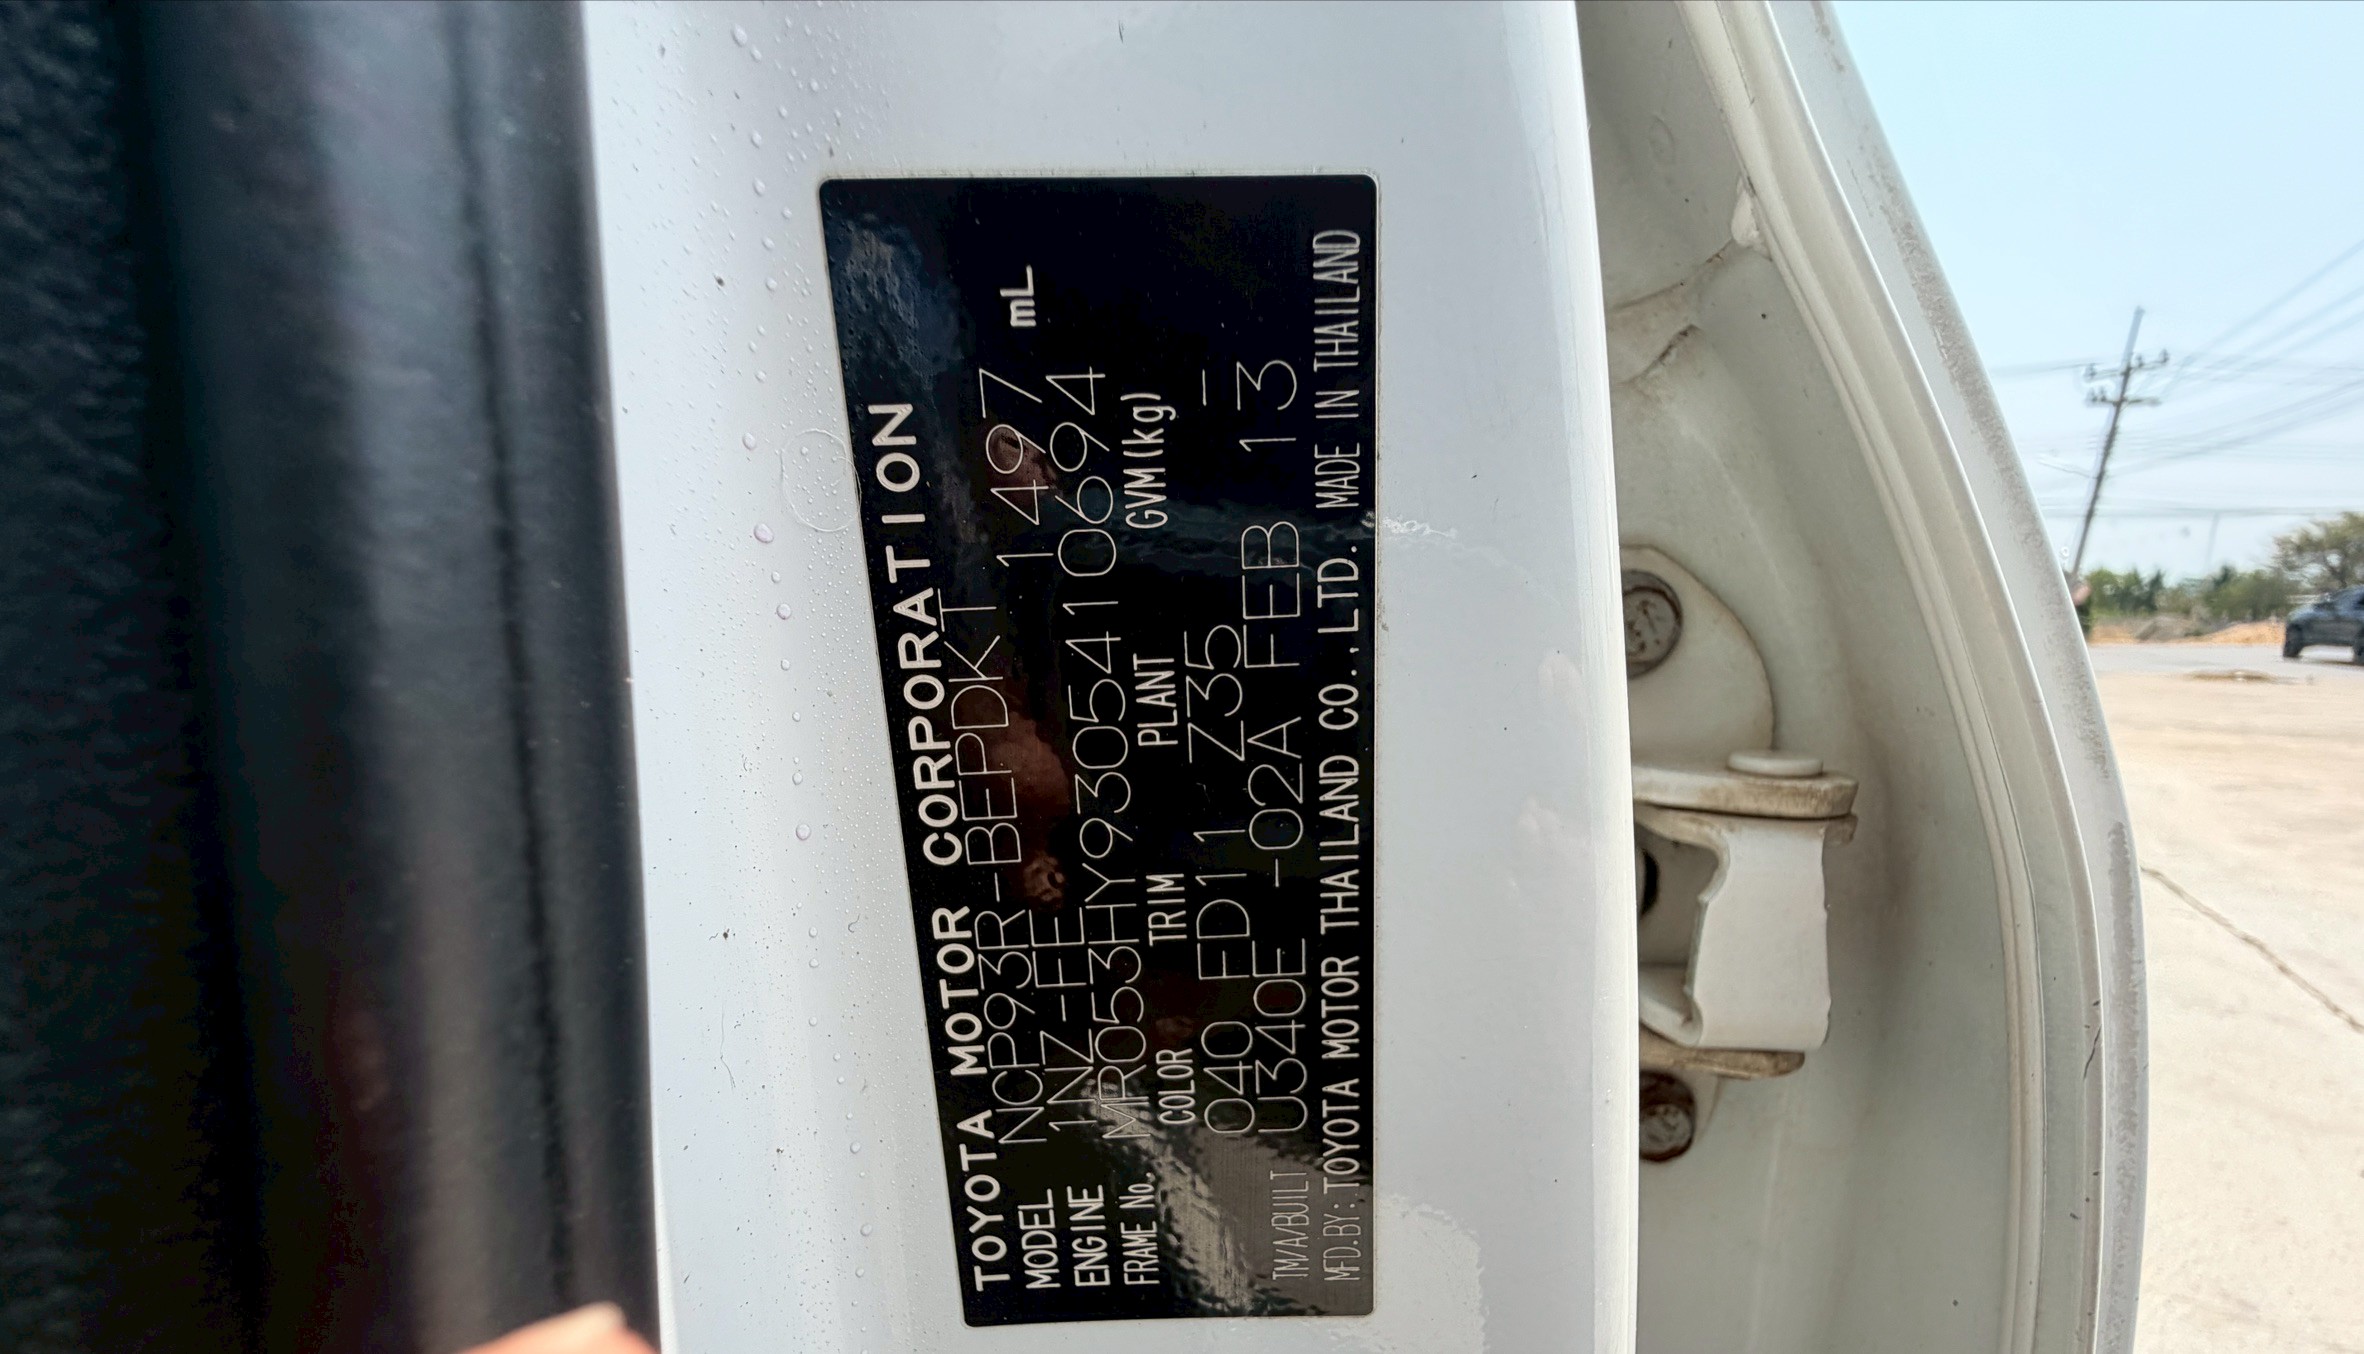 TOYOTA MOTOR CORPORATION
MODEL NCP93R-BEPDKT 1497 mL
ENGINE 1NZ-FE
FRAME No. MR053HY9305410694
COLOR TRIM PLANT GVM(kg)
040 FD11 Z35 -
TM/A/BUILT U340E -02A FEB 13
MFD.BY:TOYOTA MOTOR THAILAND CO.,LTD. MADE IN THAILAND